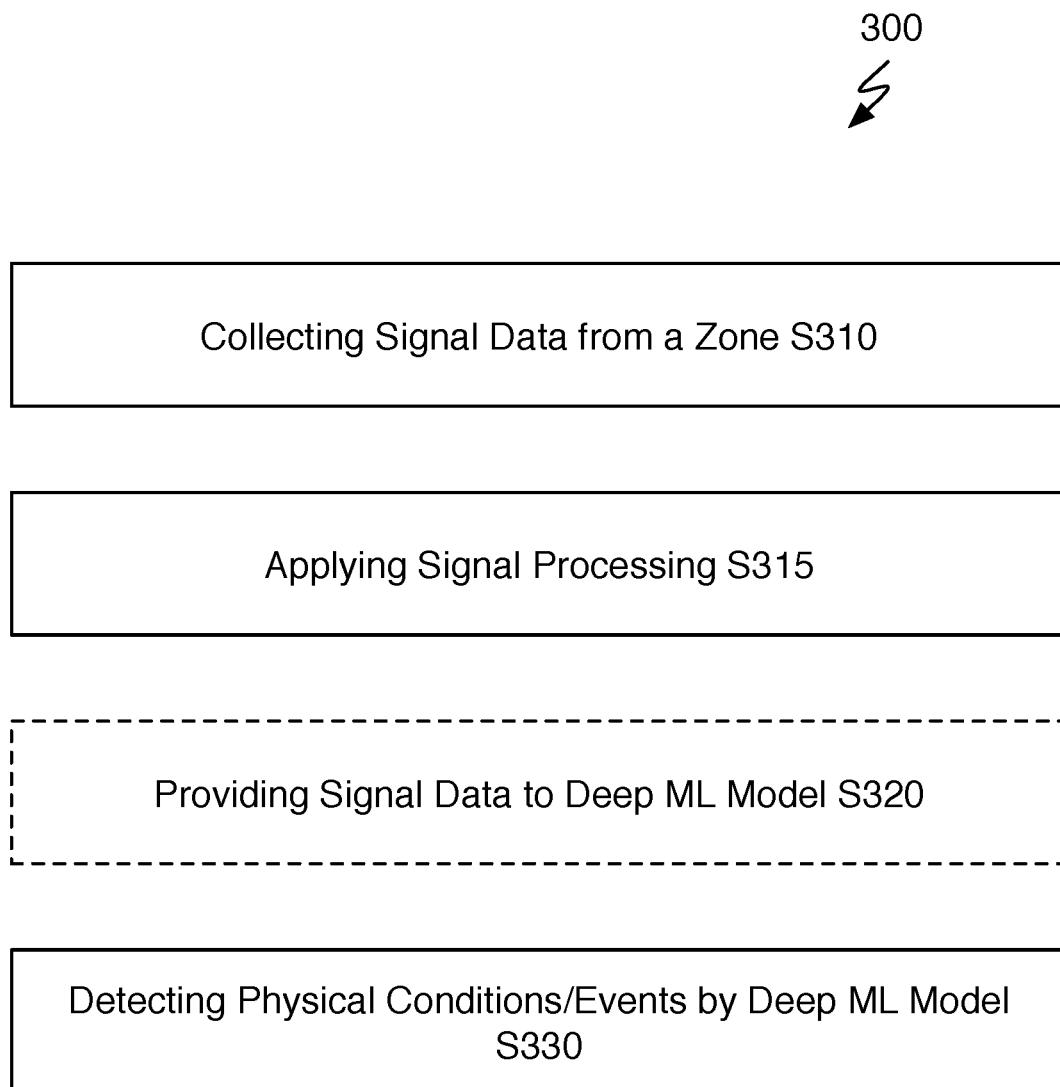 300
Collecting Signal Data from a Zone S310
Applying Signal Processing S315
Providing Signal Data to Deep ML Model S320
Detecting Physical Conditions/Events by Deep ML Model
S330